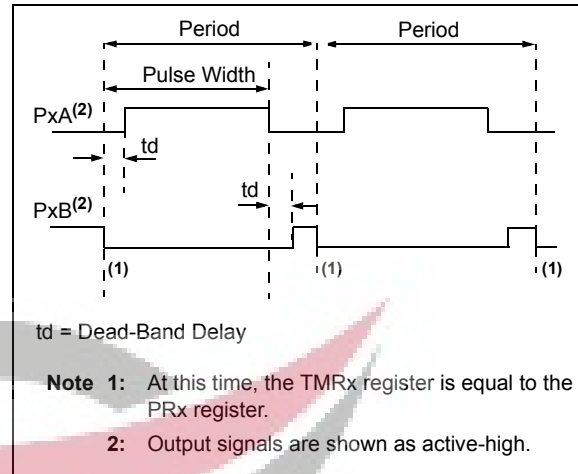 Period Period
Pulse Width
PxA(2)
td
td
PxB(2)
(1) (1) (1)
td = Dead-Band Delay
Note 1: At this time, the TMRx register is equal to the
PRx register.
2: Output signals are shown as active-high.